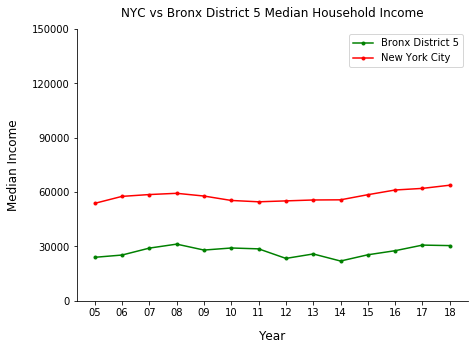 NYC vs Bronx District 5 Median Household Income
Bronx District 5
New York City
Median Income
150000
120000
90000
60000
30000
0
05 06 07 08 09 10 11 12 13 14 15 16 17 18
Year